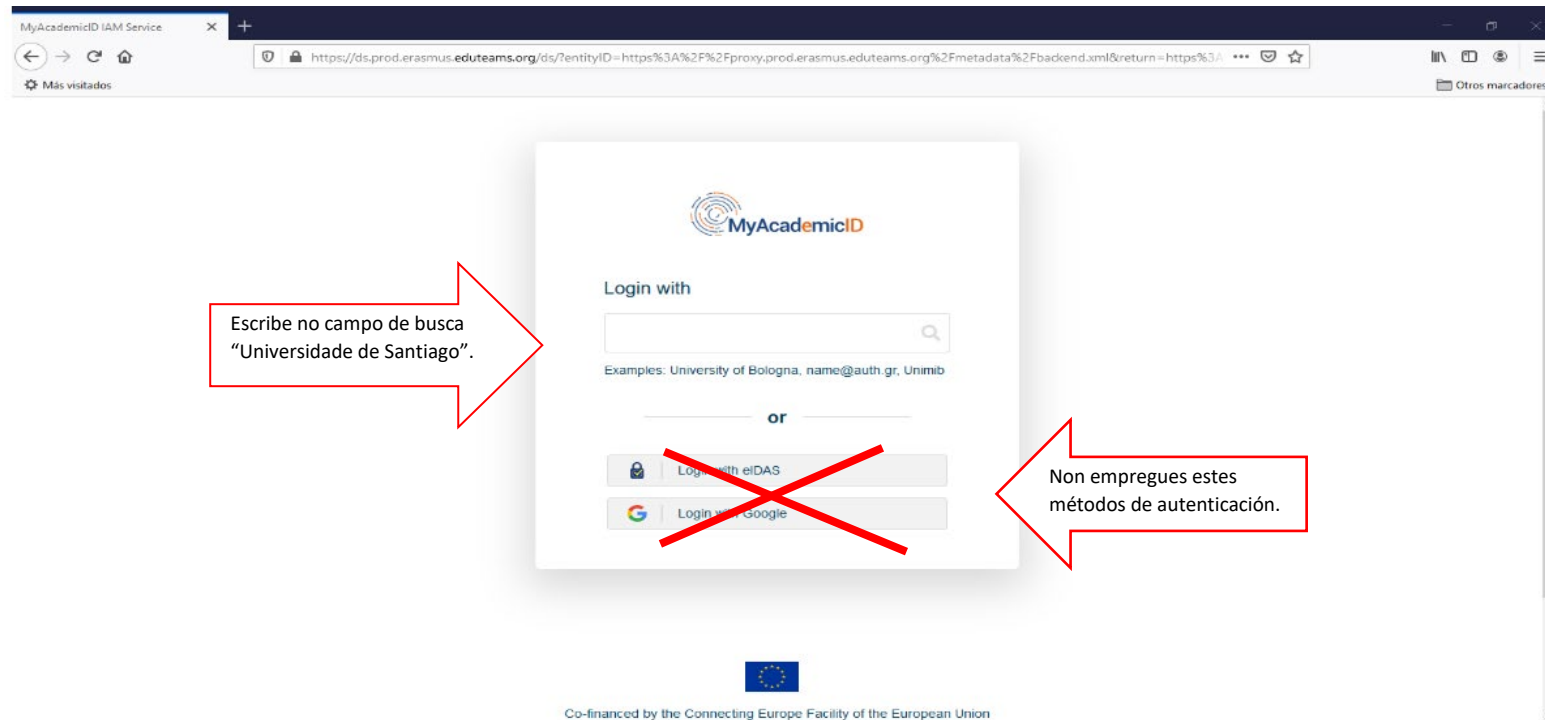 MyAcademicID IAM Service
https://ds.prod.erasmus.eduteams.org/ds/?entityID=https%3A%2F%2Fproxy.prod.erasmus.eduteams.org%2Fmetadata%2Fbackend.xml&return=https%3A
Más visitados
Otros marcadores
MyAcademicID
Login with
Escribe no campo de busca
“Universidade de Santiago”.
Examples: University of Bologna, name@auth.gr, Unimib
or
Login with eIDAS
Login with Google
Non empregues estes
métodos de autenticación.
Co-financed by the Connecting Europe Facility of the European Union